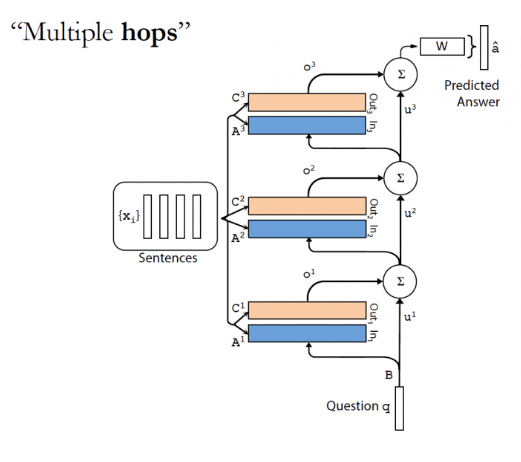 “Multiple hops”
W
â
Σ
Predicted
Answer
o³
u³
C³
Out₃
A³
In₃
Σ
o²
C²
Out₂
u²
{xᵢ}
A²
In₂
Sentences
Σ
o¹
C¹
Out₁
u¹
A¹
In₁
B
Question q